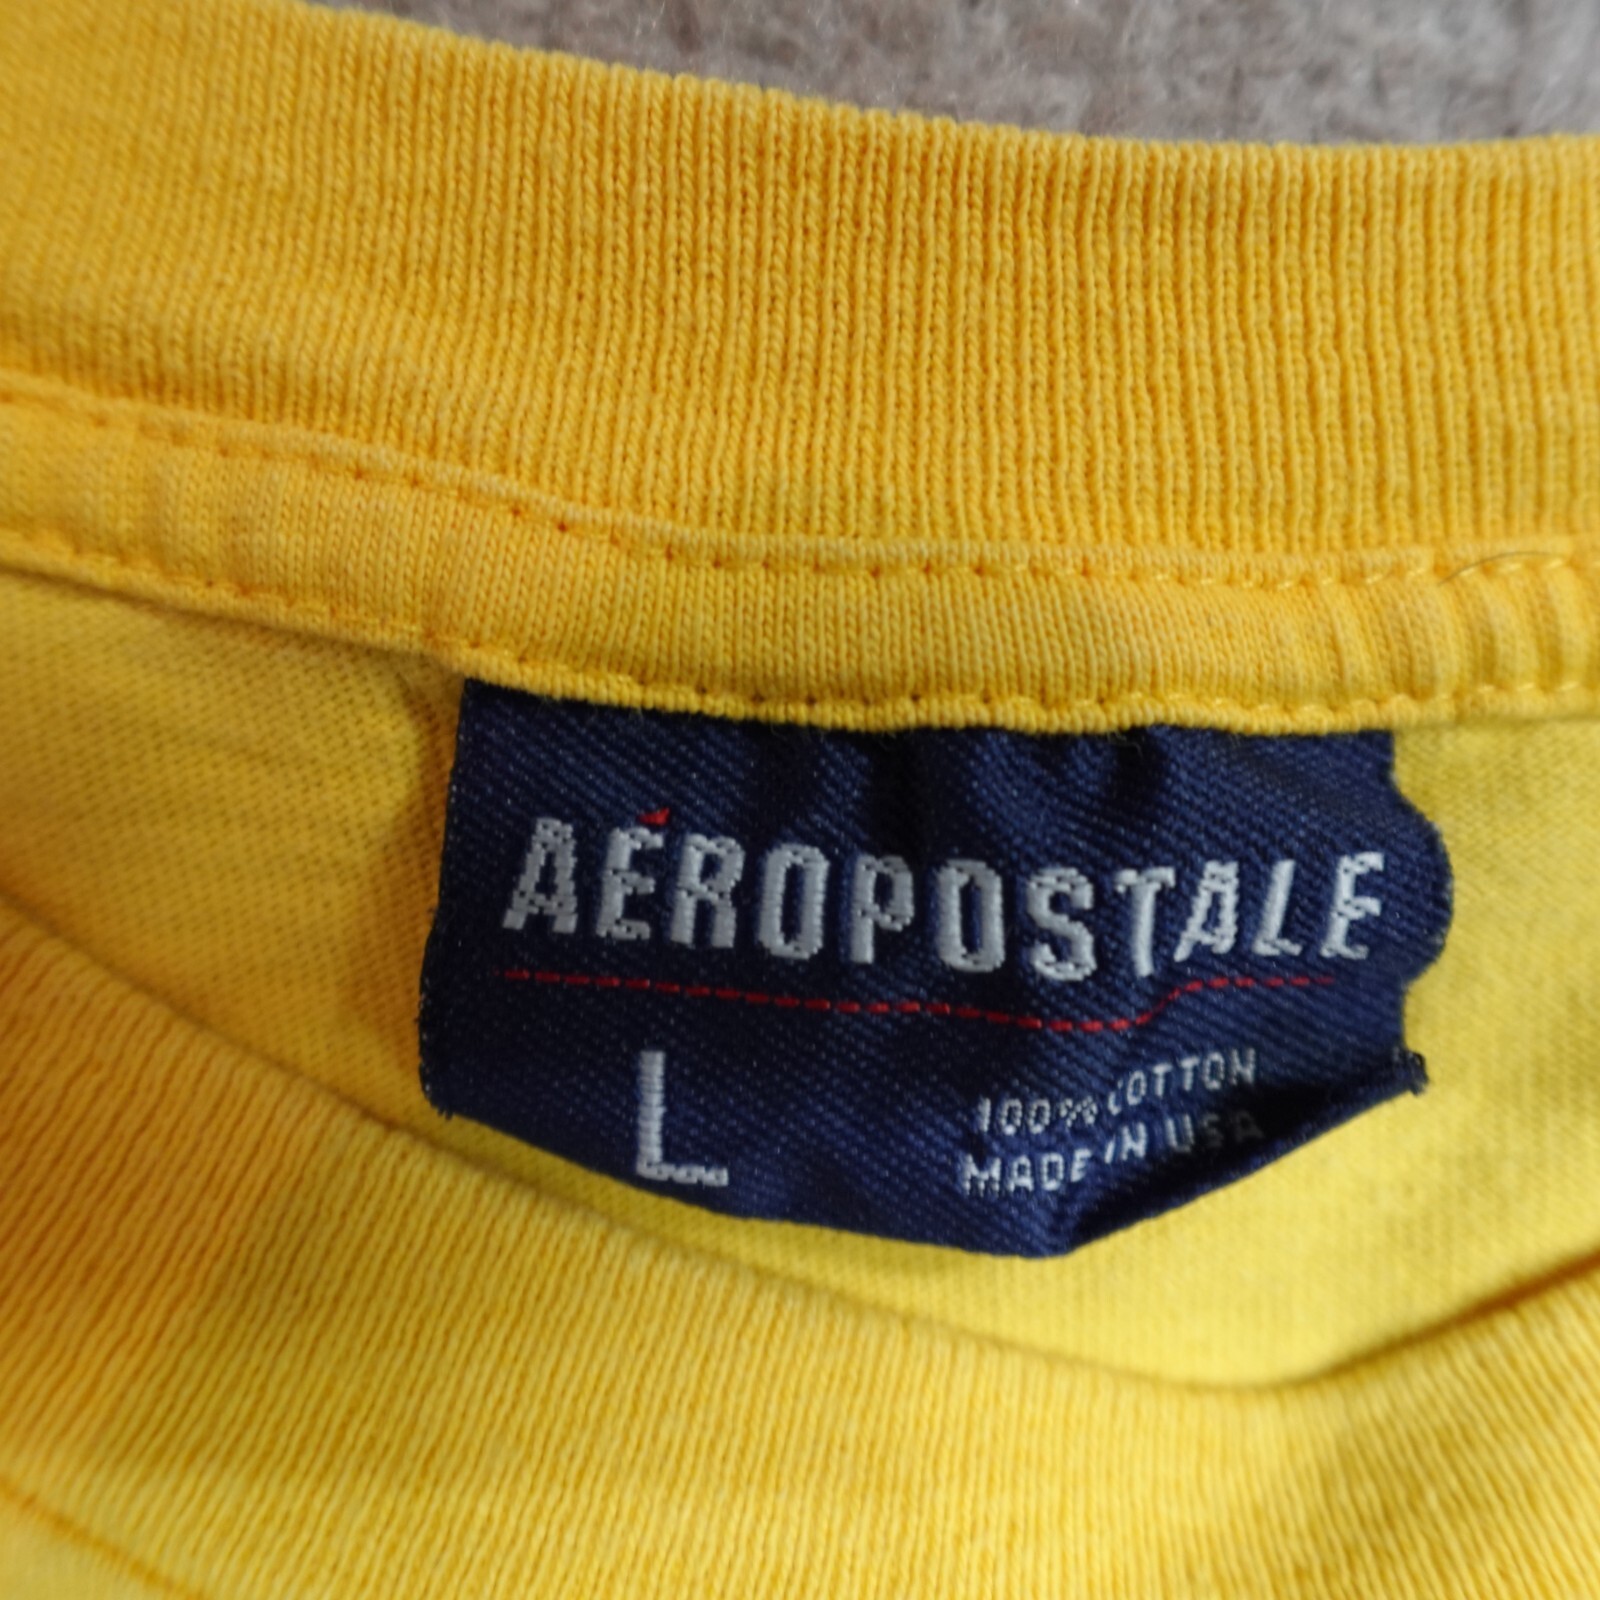 AÉROPOSTALE
L
100% COTTON
MADE IN USA